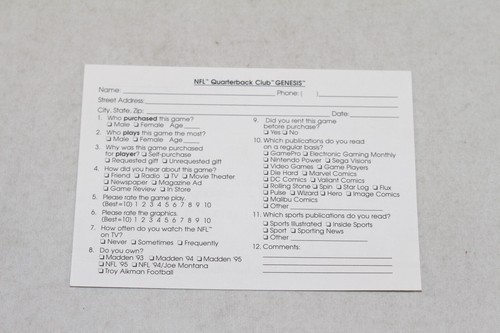 NFL™ Quarterback Club™ GENESIS™
Name: Phone: ( )
Street Address:
City, State, Zip: Date:
1. Who purchased this game?
❑ Male ❑ Female Age
2. Who plays this game the most?
❑ Male ❑ Female Age
3. Why was this game purchased
for player? ❑ Self-purchase
❑ Requested gift ❑ Unrequested gift
4. How did you hear about this game?
❑ Friend ❑ Radio ❑ TV ❑ Movie Theater
❑ Newspaper ❑ Magazine Ad
❑ Game Review ❑ In Store
5. Please rate the game play.
(Best=10) 1 2 3 4 5 6 7 8 9 10
6. Please rate the graphics.
(Best=10) 1 2 3 4 5 6 7 8 9 10
7. How often do you watch the NFL™
on TV?
❑ Never ❑ Sometimes ❑ Frequently
8. Do you own?
❑ Madden 93 ❑ Madden 94 ❑ Madden 95
❑ NFL '95 ❑ NFL '94/Joe Montana
❑ Troy Aikman Football
9. Did you rent this game
before purchase?
❑ Yes ❑ No
10. Which publications do you read
on a regular basis?
❑ GamePro ❑ Electronic Gaming Monthly
❑ Nintendo Power ❑ Sega Visions
❑ Video Games ❑ Game Players
❑ Die Hard ❑ Marvel Comics
❑ DC Comics ❑ Valiant Comics
❑ Rolling Stone ❑ Spin ❑ Star Log ❑ Flux
❑ Pulse ❑ Wizard ❑ Hero ❑ Image Comics
❑ Malibu Comics
❑ Other
11. Which sports publications do you read?
❑ Sports Illustrated ❑ Inside Sports
❑ Sport ❑ Sporting News
❑ Other
12. Comments: